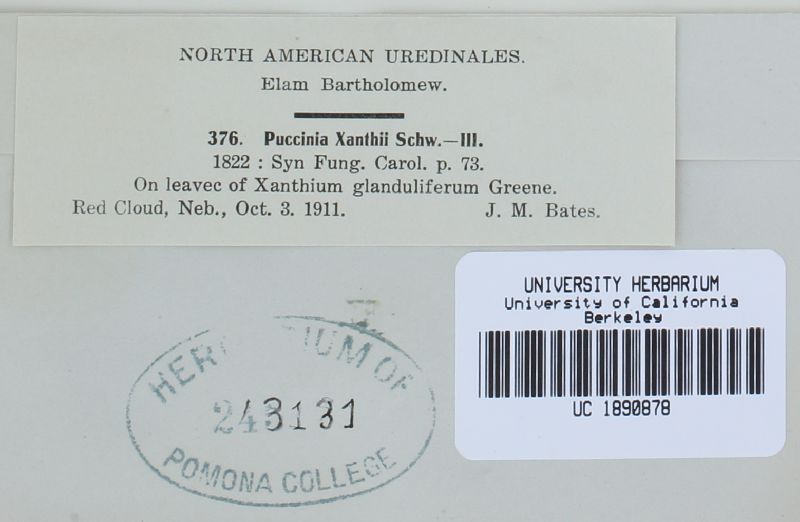 NORTH AMERICAN UREDINALES.
Elam Bartholomew.
376. Puccinia Xanthii Schw.—III.
1822 : Syn Fung. Carol. p. 73.
On leavec of Xanthium glanduliferum Greene.
Red Cloud, Neb., Oct. 3. 1911. J. M. Bates.
UNIVERSITY HERBARIUM
University of California
Berkeley
UC 1890878
HERBARIUM OF
243131
POMONA COLLEGE